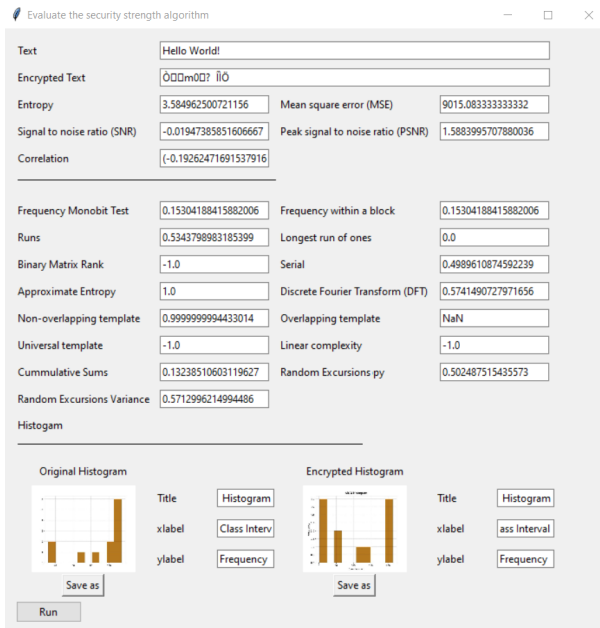 Evaluate the security strength algorithm
Text Hello World!
Encrypted Text Ò□□m0□? ÍÌÖ
Entropy 3.584962500721156 Mean square error (MSE) 9015.083333333332
Signal to noise ratio (SNR) -0.01947385851606667 Peak signal to noise ratio (PSNR) 1.5883995707880036
Correlation (-0.19262471691537916
Frequency Monobit Test 0.15304188415882006 Frequency within a block 0.15304188415882006
Runs 0.5343798983185399 Longest run of ones 0.0
Binary Matrix Rank -1.0 Serial 0.4989610874592239
Approximate Entropy 1.0 Discrete Fourier Transform (DFT) 0.5741490727971656
Non-overlapping template 0.9999999994433014 Overlapping template NaN
Universal template -1.0 Linear complexity -1.0
Cummulative Sums 0.13238510603119627 Random Excursions py 0.502487515435573
Random Excursions Variance 0.5712996214994486
Histogam
Original Histogram Encrypted Histogram
Title Histogram Title Histogram
xlabel Class Interv xlabel ass Interval
ylabel Frequency ylabel Frequency
Save as Save as
Run